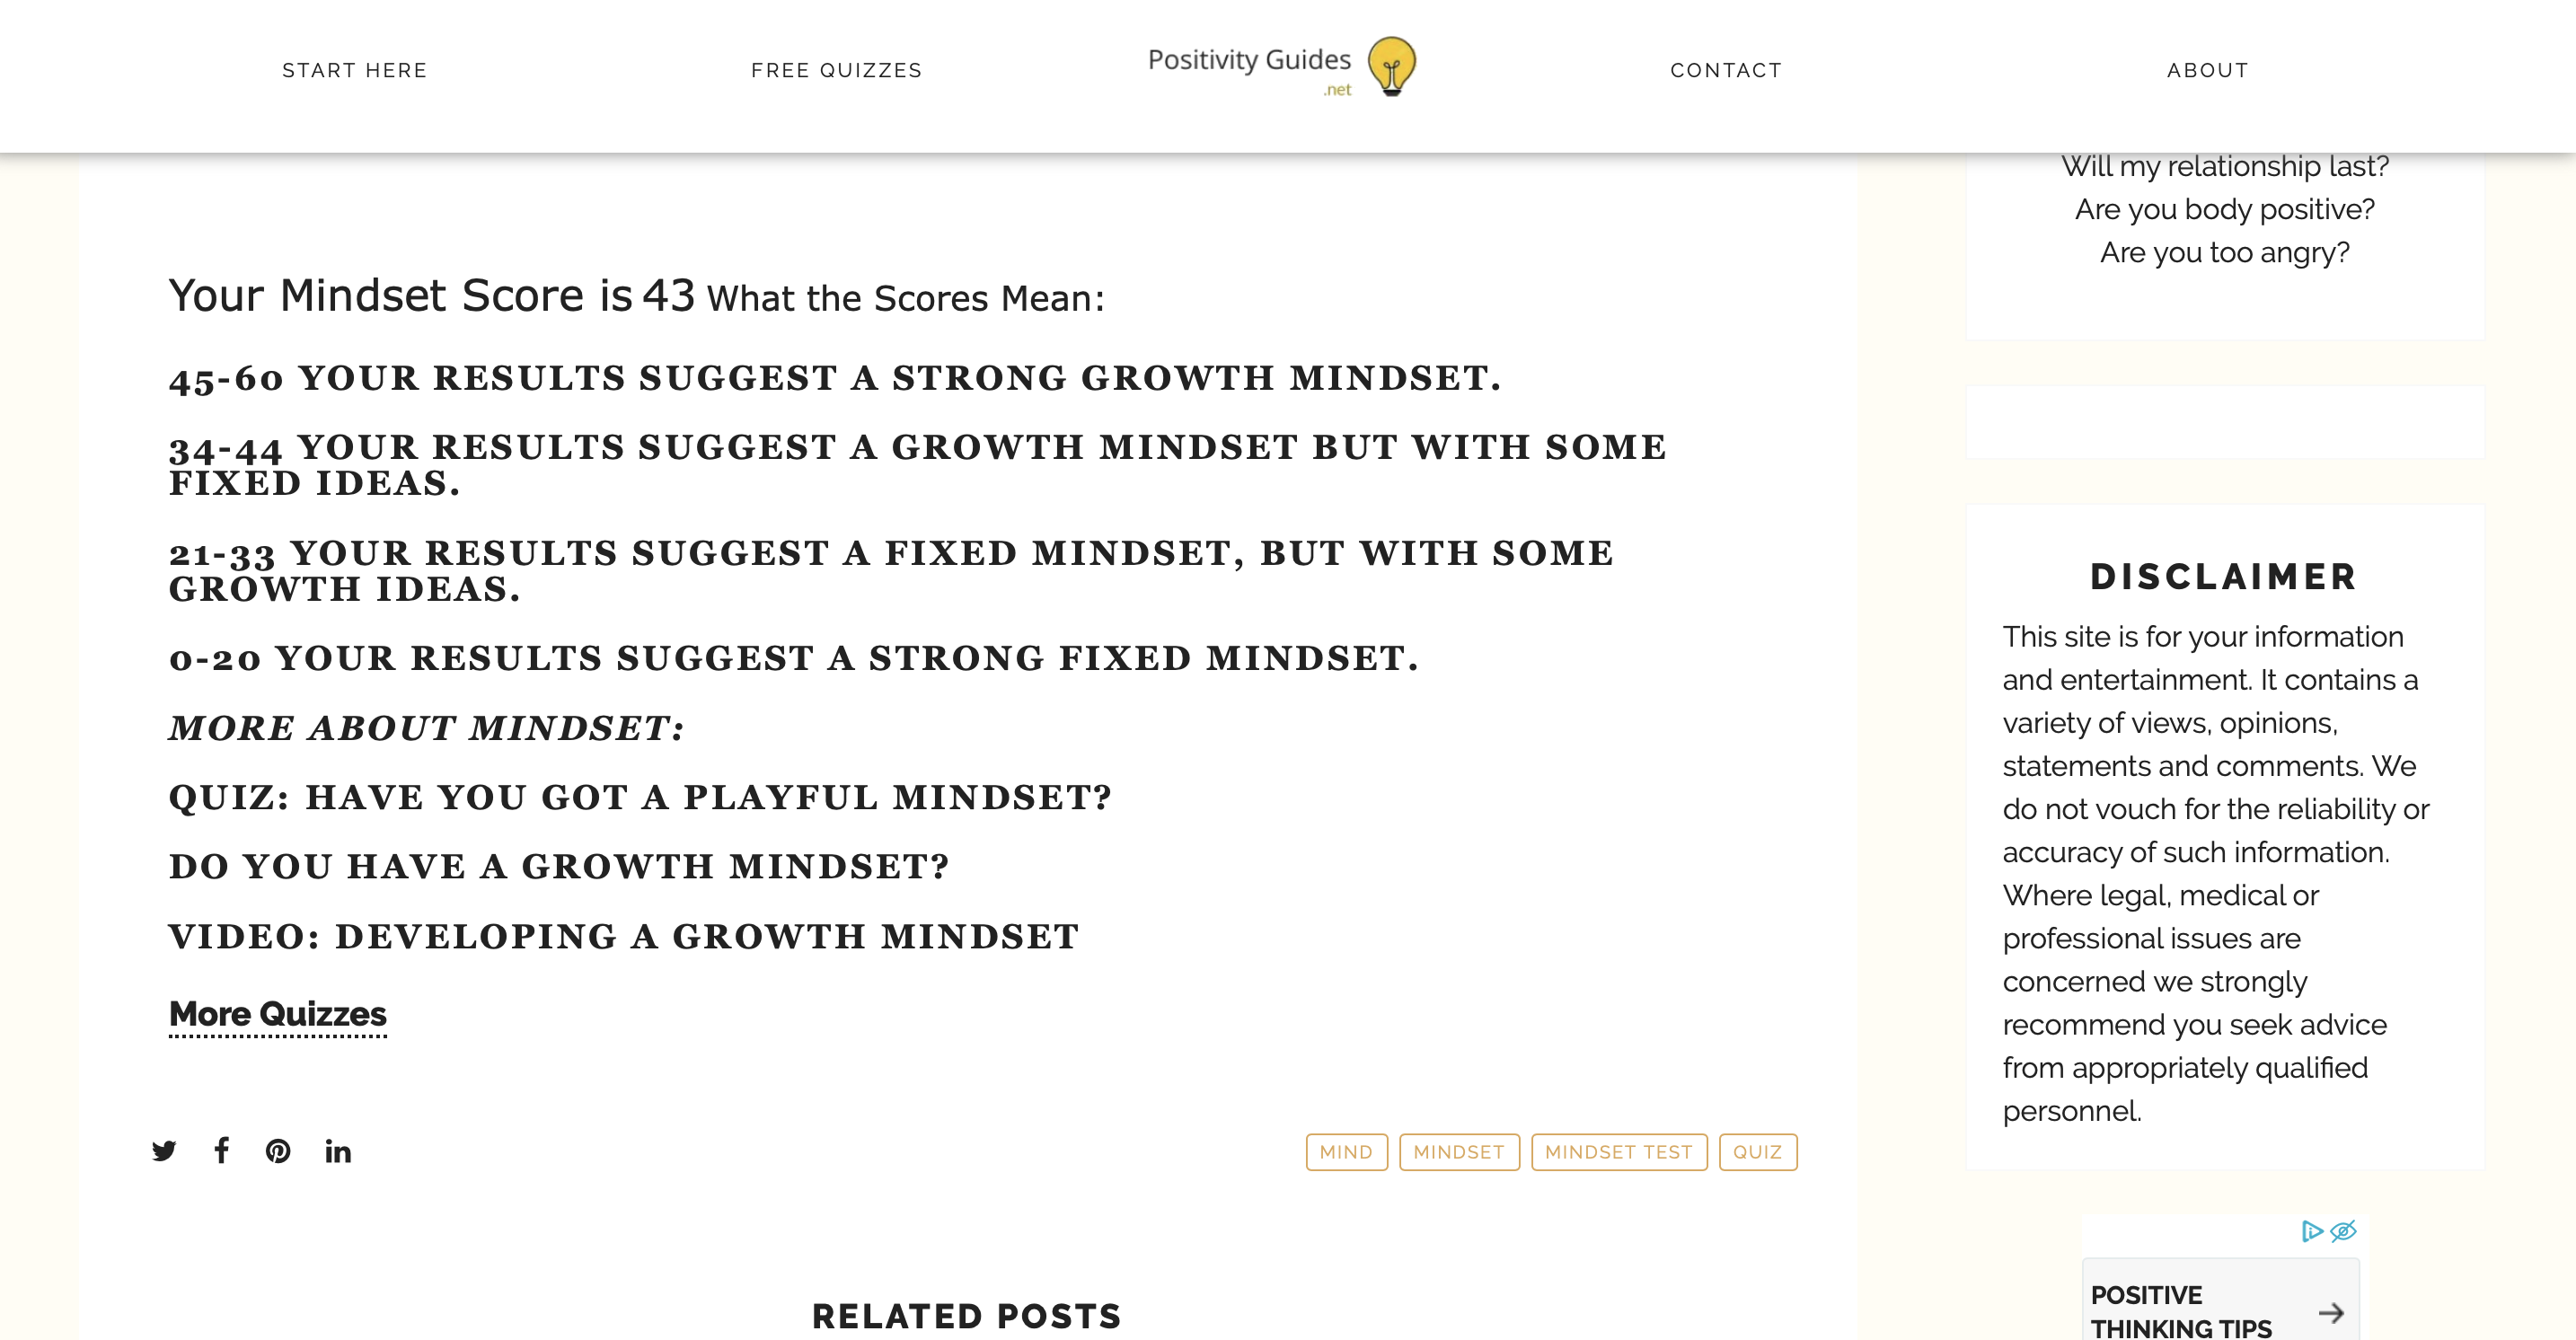 START HERE
FREE QUIZZES
Positivity Guides
.net
CONTACT
ABOUT
Your Mindset Score is 43 What the Scores Mean:
45-60 YOUR RESULTS SUGGEST A STRONG GROWTH MINDSET.
34-44 YOUR RESULTS SUGGEST A GROWTH MINDSET BUT WITH SOME
FIXED IDEAS.
21-33 YOUR RESULTS SUGGEST A FIXED MINDSET, BUT WITH SOME
GROWTH IDEAS.
0-20 YOUR RESULTS SUGGEST A STRONG FIXED MINDSET.
MORE ABOUT MINDSET:
QUIZ: HAVE YOU GOT A PLAYFUL MINDSET?
DO YOU HAVE A GROWTH MINDSET?
VIDEO: DEVELOPING A GROWTH MINDSET
More Quizzes
MIND
MINDSET
MINDSET TEST
QUIZ
RELATED POSTS
Will my relationship last?
Are you body positive?
Are you too angry?
DISCLAIMER
This site is for your information
and entertainment. It contains a
variety of views, opinions,
statements and comments. We
do not vouch for the reliability or
accuracy of such information.
Where legal, medical or
professional issues are
concerned we strongly
recommend you seek advice
from appropriately qualified
personnel.
POSITIVE
THINKING TIPS